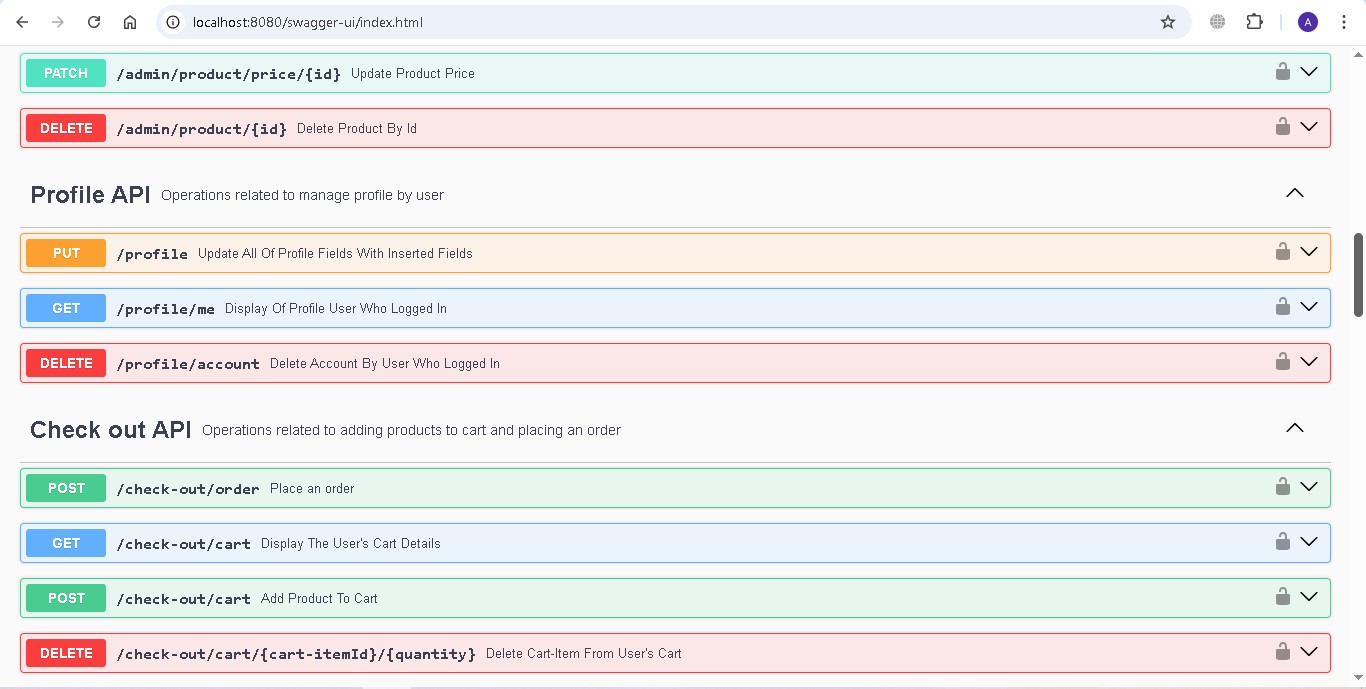 localhost:8080/swagger-ui/index.html
A
PATCH /admin/product/price/{id} Update Product Price
DELETE /admin/product/{id} Delete Product By Id
Profile API Operations related to manage profile by user
PUT /profile Update All Of Profile Fields With Inserted Fields
GET /profile/me Display Of Profile User Who Logged In
DELETE /profile/account Delete Account By User Who Logged In
Check out API Operations related to adding products to cart and placing an order
POST /check-out/order Place an order
GET /check-out/cart Display The User's Cart Details
POST /check-out/cart Add Product To Cart
DELETE /check-out/cart/{cart-itemId}/{quantity} Delete Cart-Item From User's Cart